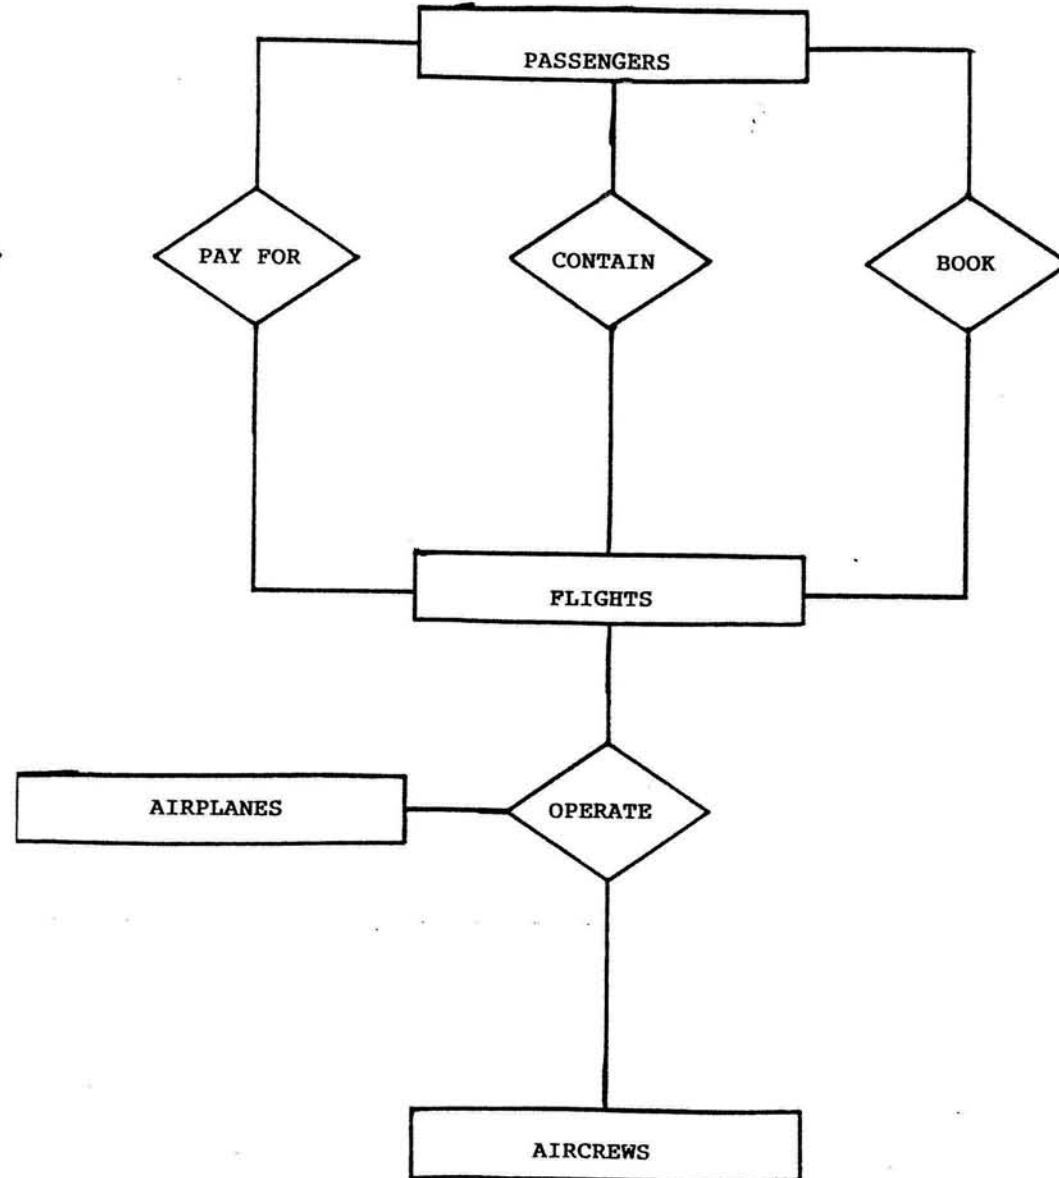 PASSENGERS
PAY FOR
CONTAIN
BOOK
FLIGHTS
AIRPLANES
OPERATE
AIRCREWS